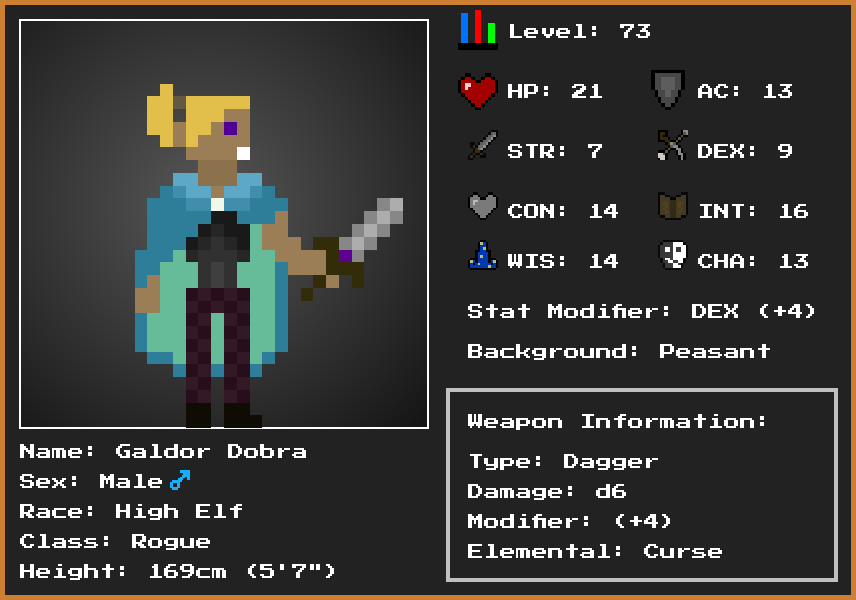 Level: 73
HP: 21
AC: 13
STR: 7
DEX: 9
CON: 14
INT: 16
WIS: 14
CHA: 13
Stat Modifier: DEX (+4)
Background: Peasant
Weapon Information:
Type: Dagger
Damage: d6
Modifier: (+4)
Elemental: Curse
Name: Galdor Dobra
Sex: Male♂
Race: High Elf
Class: Rogue
Height: 169cm (5'7")